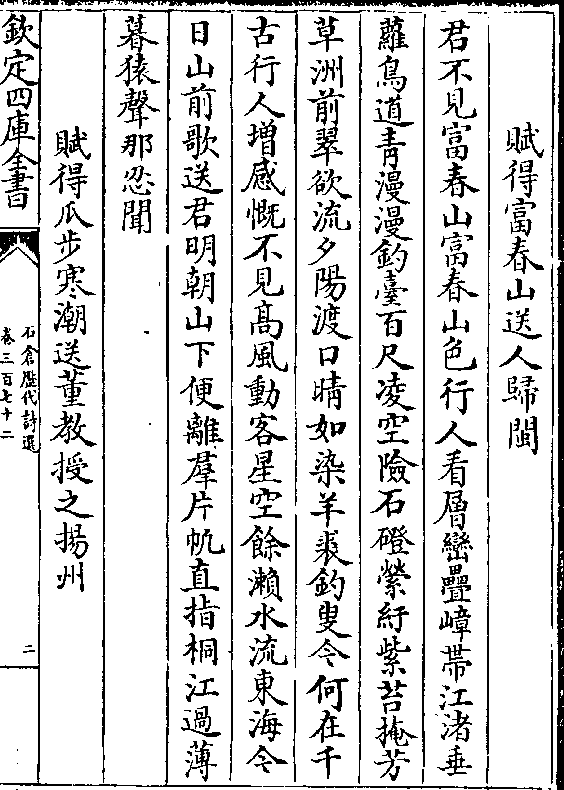 賦得富春山送人歸閩
君不見富春山富春山色行人看層巒疊嶂帶江渚垂
蘿鳥道青漫漫釣臺百尺凌空險石磴縈紆紫苔掩芳
草洲前翠欲流夕陽渡口晴如染羊裘釣叟今何在千
古行人增感慨不見高風動客星空餘瀨水流東海今
日山前歌送君明朝山下便離羣片帆直指桐江過薄
暮猿聲那忍聞
賦得瓜步寒潮送董教授之揚州
欽定四庫全書
石倉歷代詩選
卷三百七十二
二